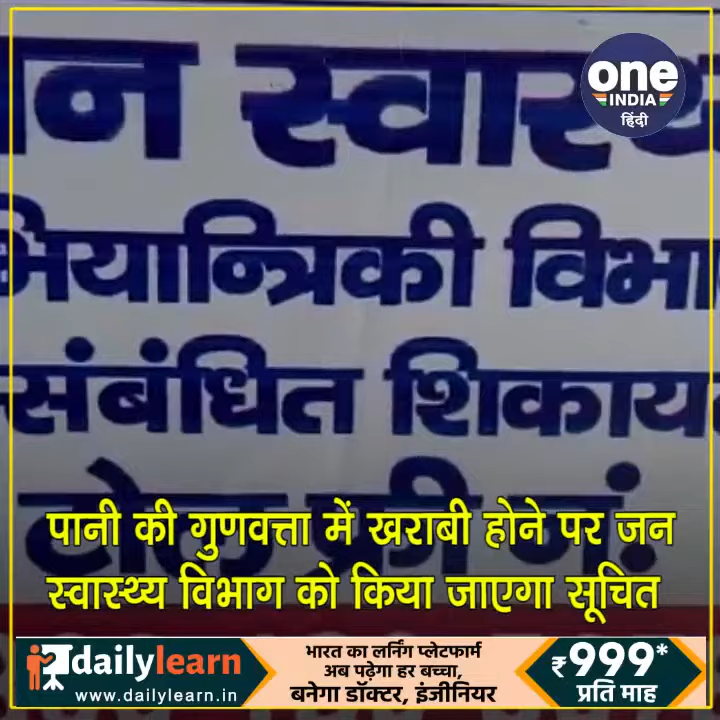 one
INDIA
हिंदी
जन स्वास्थ्य
भियान्त्रिकी विभा
संबंधित शिकाय
टोल फ्री नं.
पानी की गुणवत्ता में खराबी होने पर जन
स्वास्थ्य विभाग को किया जाएगा सूचित
dailylearn
www.dailylearn.in
भारत का लर्निंग प्लेटफार्म
अब पढ़ेगा हर बच्चा,
बनेगा डॉक्टर, इंजीनियर
₹999*
प्रति माह